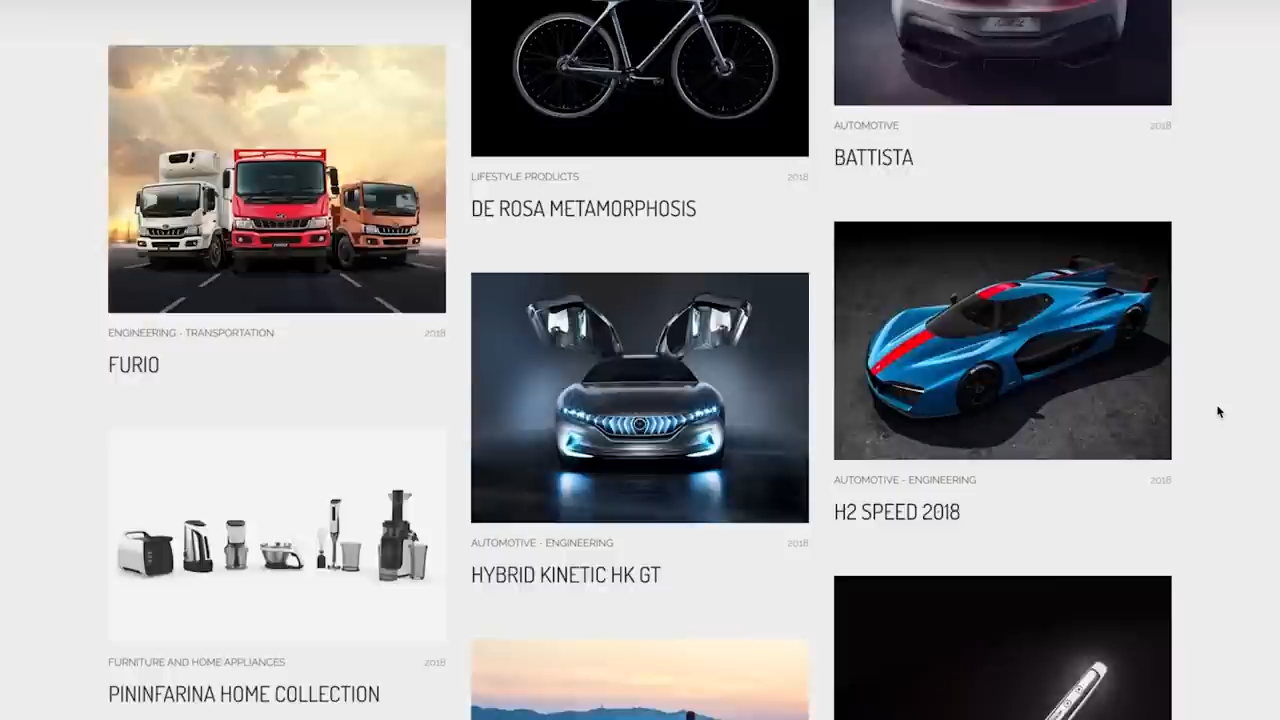 ENGINEERING - TRANSPORTATION
2018
FURIO
FURNITURE AND HOME APPLIANCES
2018
PININFARINA HOME COLLECTION
LIFESTYLE PRODUCTS
2018
DE ROSA METAMORPHOSIS
AUTOMOTIVE - ENGINEERING
2018
HYBRID KINETIC HK GT
AUTOMOTIVE
2018
BATTISTA
AUTOMOTIVE - ENGINEERING
2018
H2 SPEED 2018